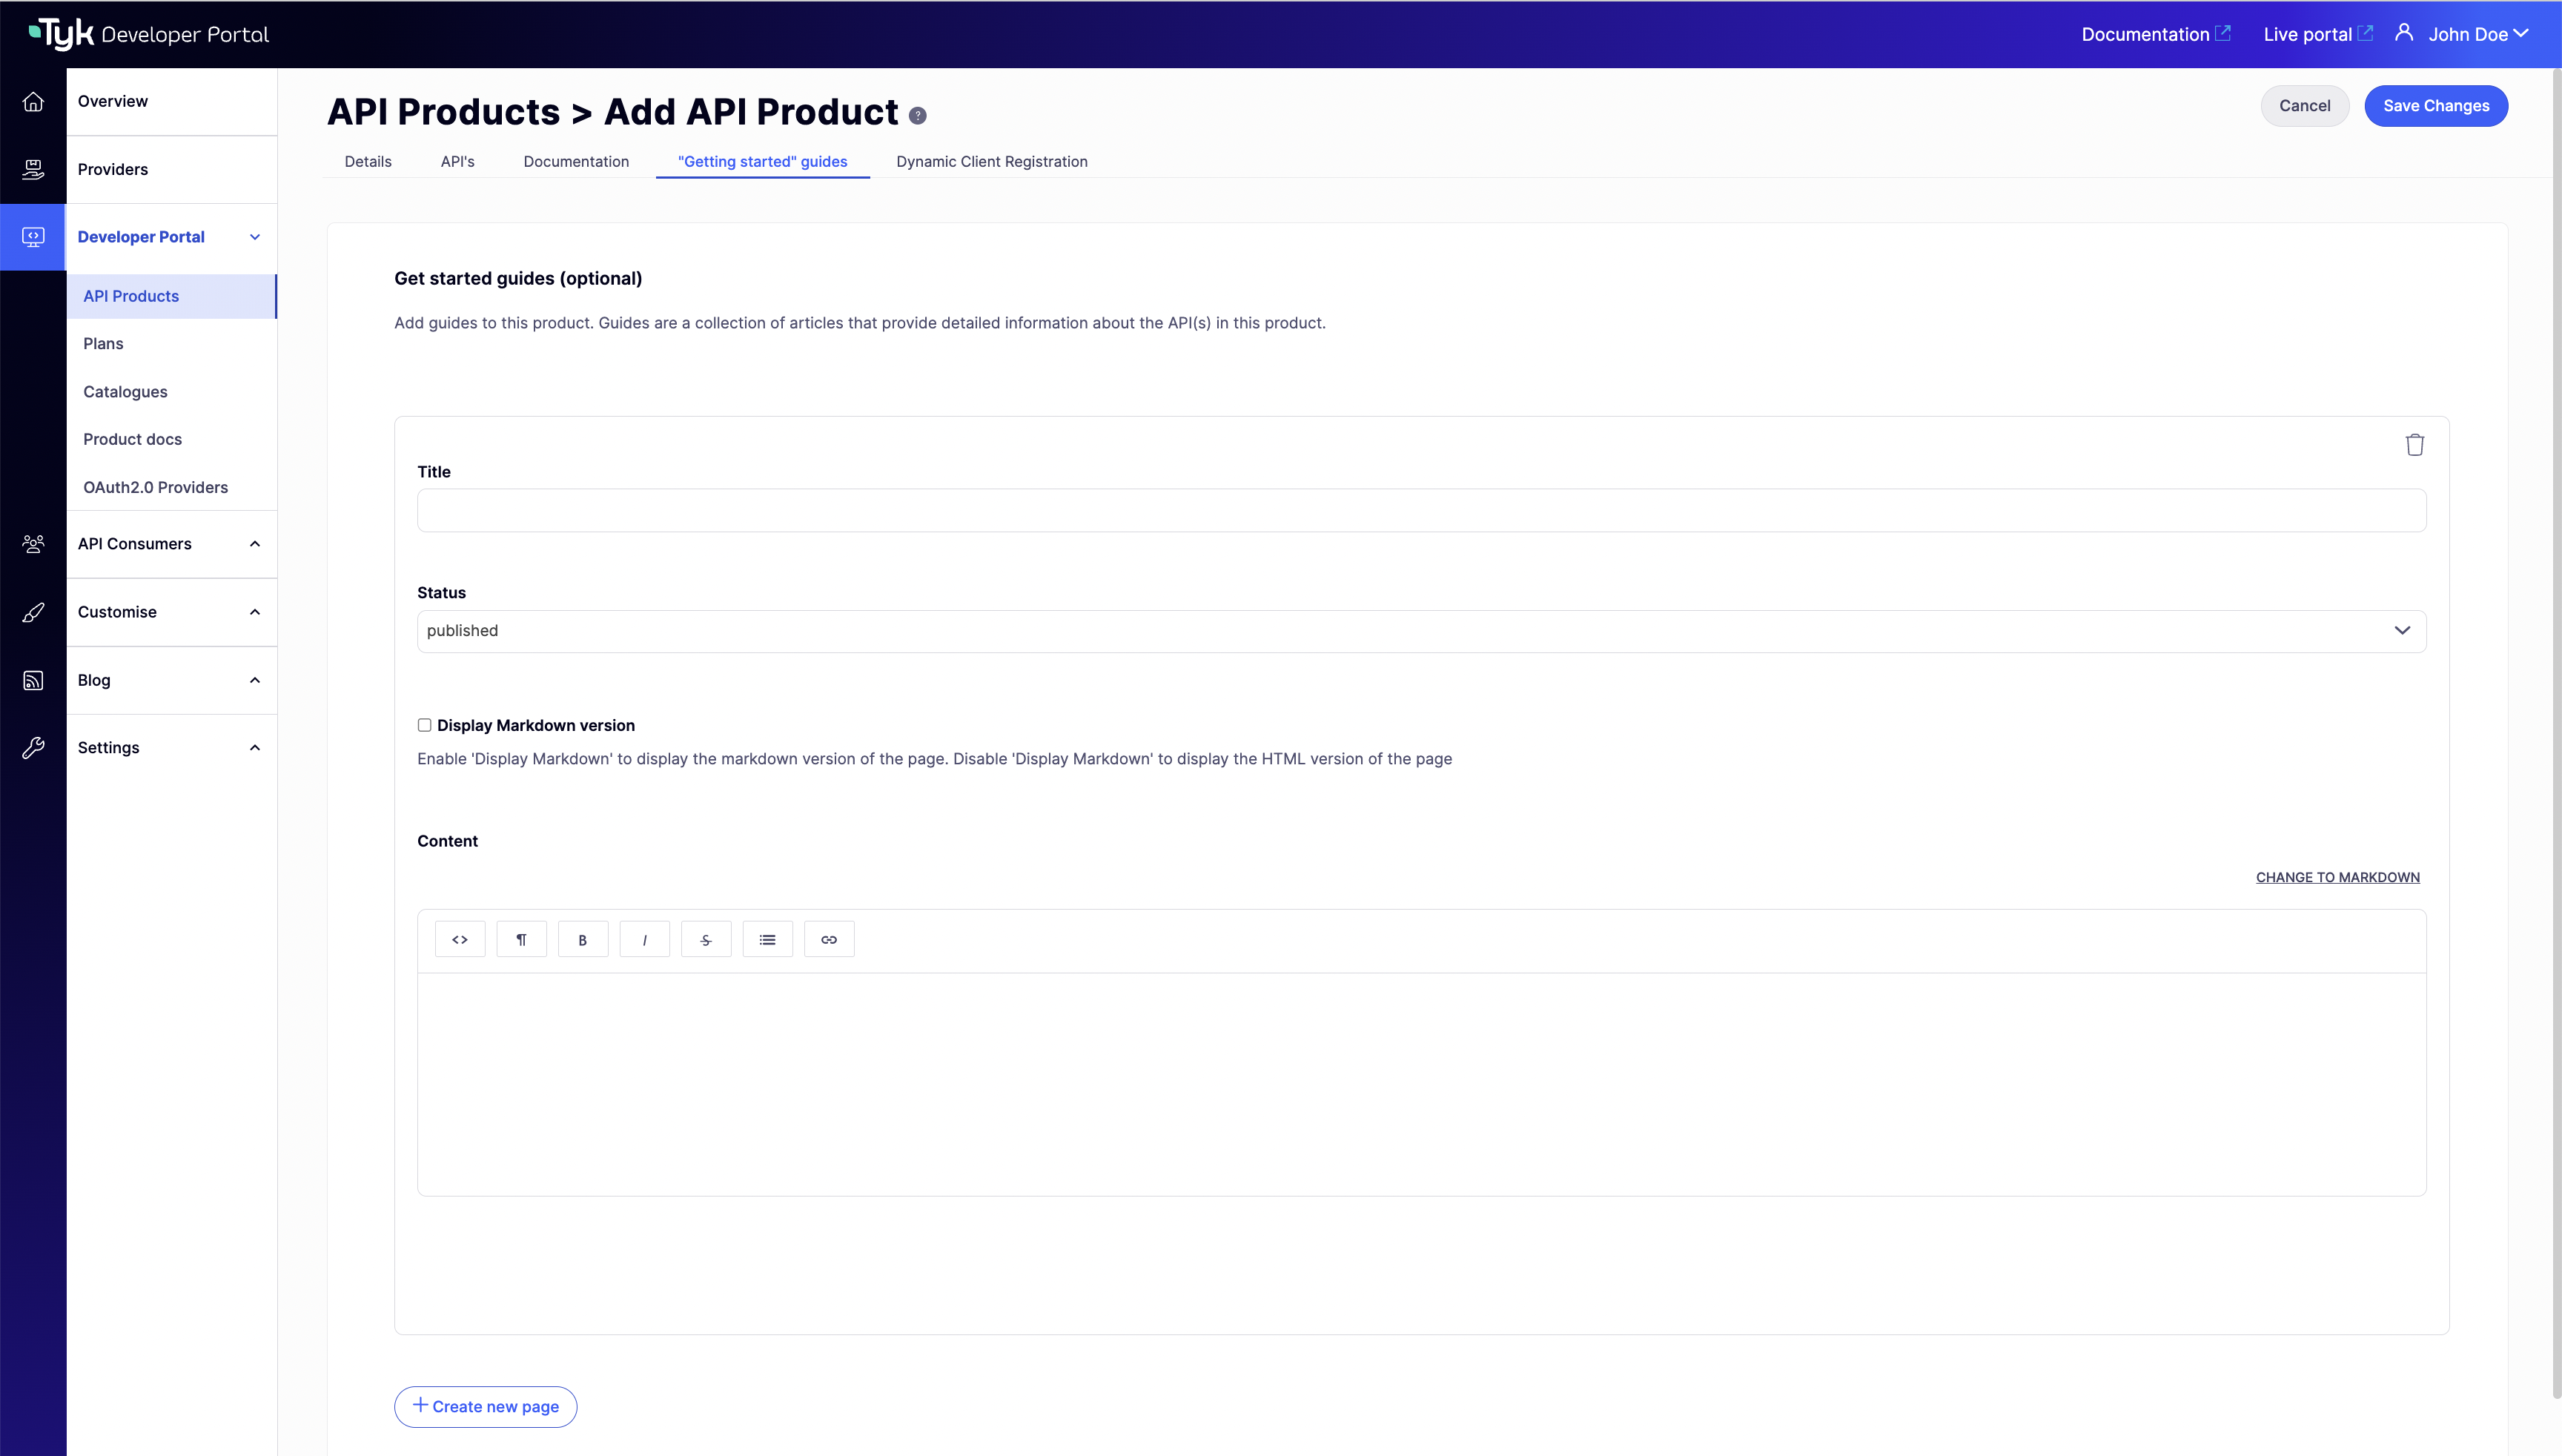 Tyk Developer Portal
Documentation
Live portal
John Doe
Overview
Providers
Developer Portal
API Products
Plans
Catalogues
Product docs
OAuth2.0 Providers
API Consumers
Customise
Blog
Settings
API Products > Add API Product ?
Cancel
Save Changes
Details
API's
Documentation
"Getting started" guides
Dynamic Client Registration
Get started guides (optional)
Add guides to this product. Guides are a collection of articles that provide detailed information about the API(s) in this product.
Title
Status
published
Display Markdown version
Enable 'Display Markdown' to display the markdown version of the page. Disable 'Display Markdown' to display the HTML version of the page
Content
CHANGE TO MARKDOWN
<> ¶ B I S
+ Create new page